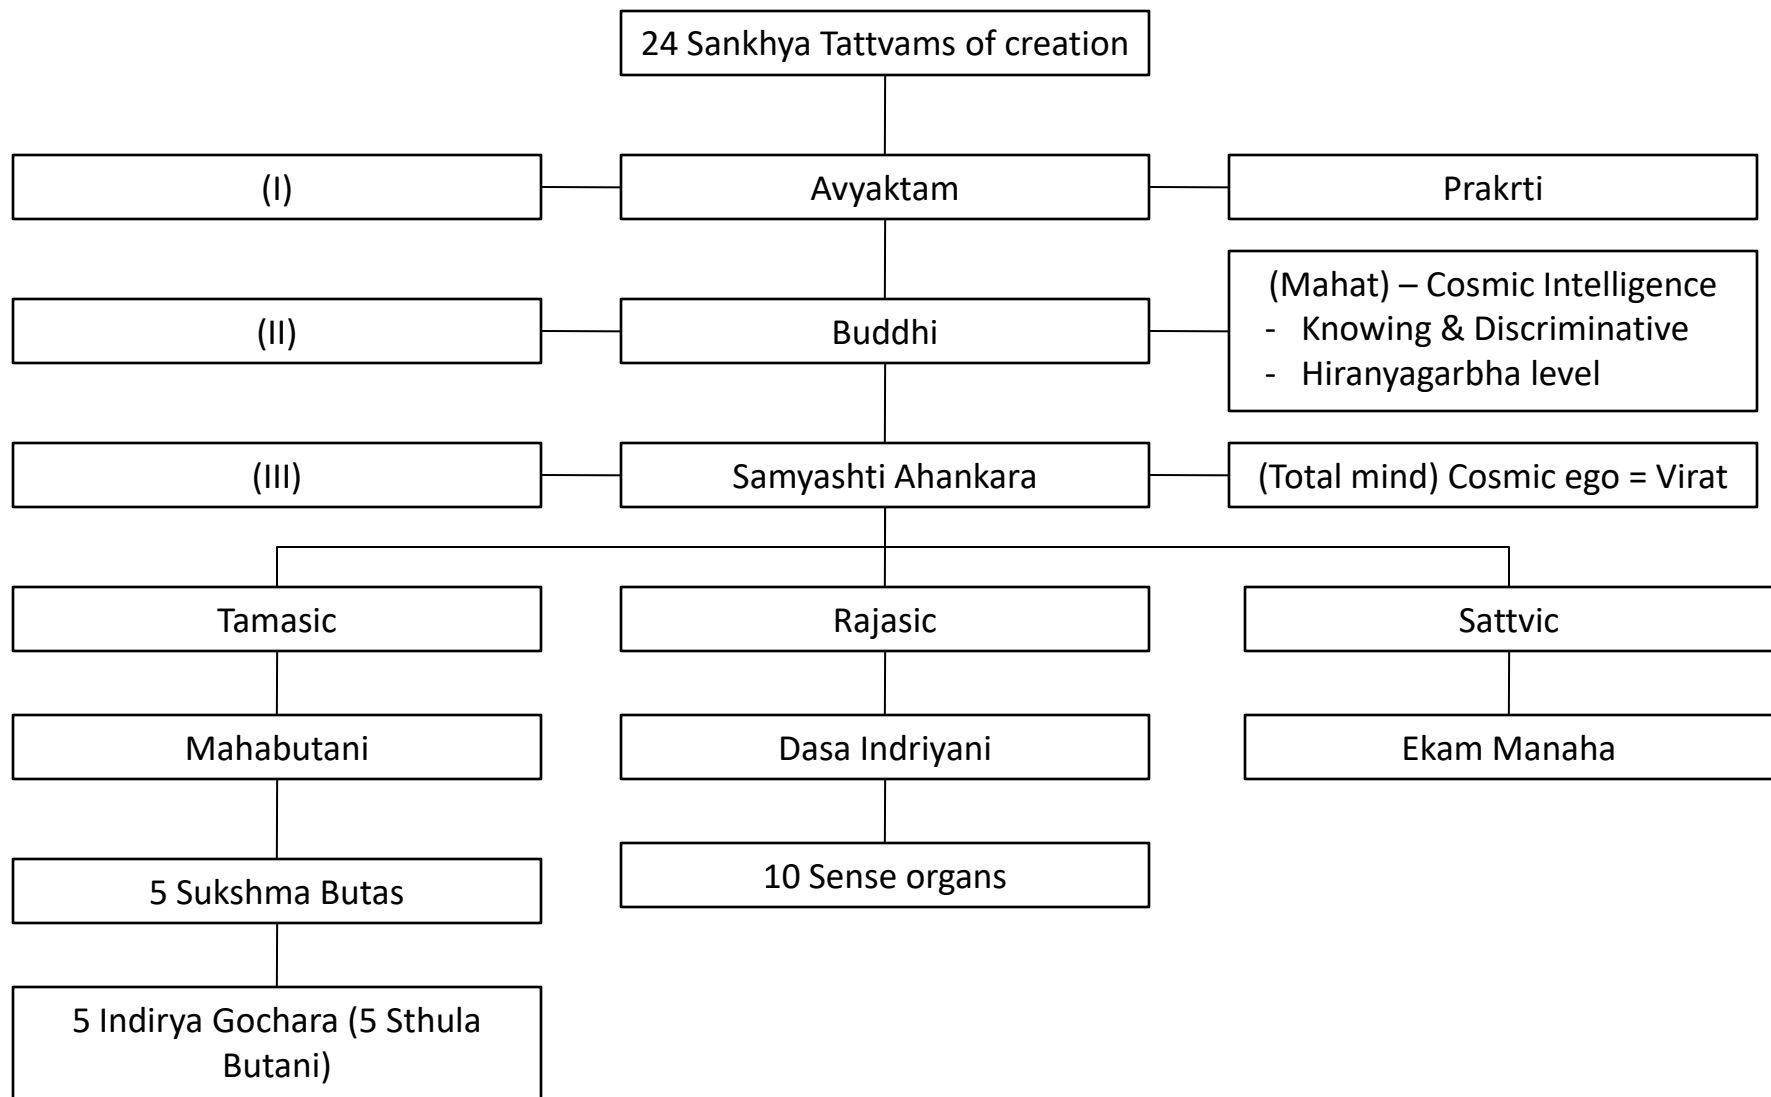 24 Sankhya Tattvams of creation
(I)
Avyaktam
Prakrti
(II)
Buddhi
(Mahat) – Cosmic Intelligence
- Knowing & Discriminative
- Hiranyagarbha level
(III)
Samyashti Ahankara
(Total mind) Cosmic ego = Virat
Tamasic
Rajasic
Sattvic
Mahabutani
Dasa Indriyani
Ekam Manaha
5 Sukshma Butas
10 Sense organs
5 Indirya Gochara (5 Sthula
Butani)